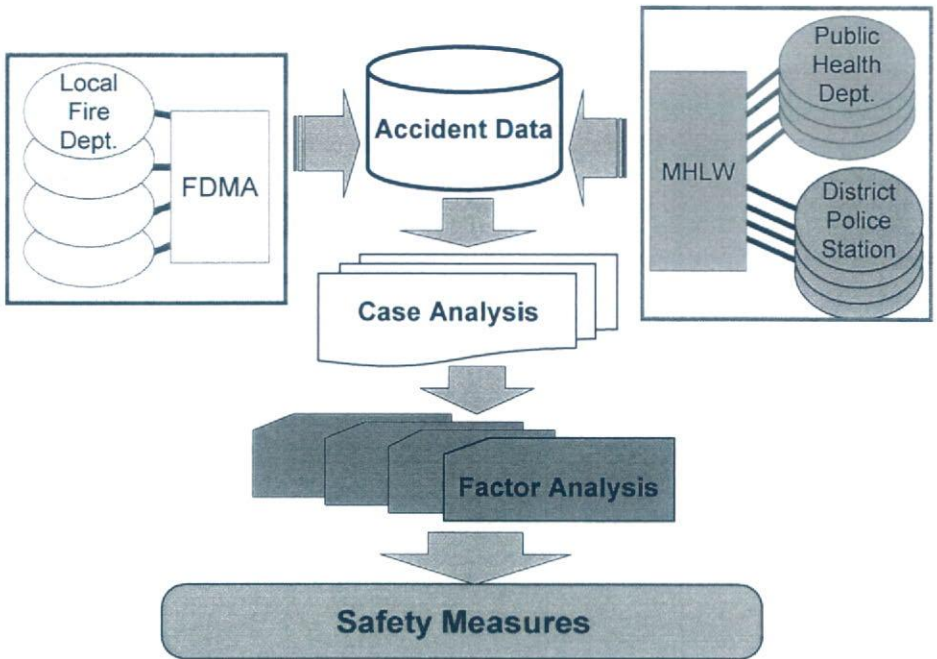 Local
Fire
Dept.
FDMA
Accident Data
MHLW
Public
Health
Dept.
District
Police
Station
Case Analysis
Factor Analysis
Safety Measures